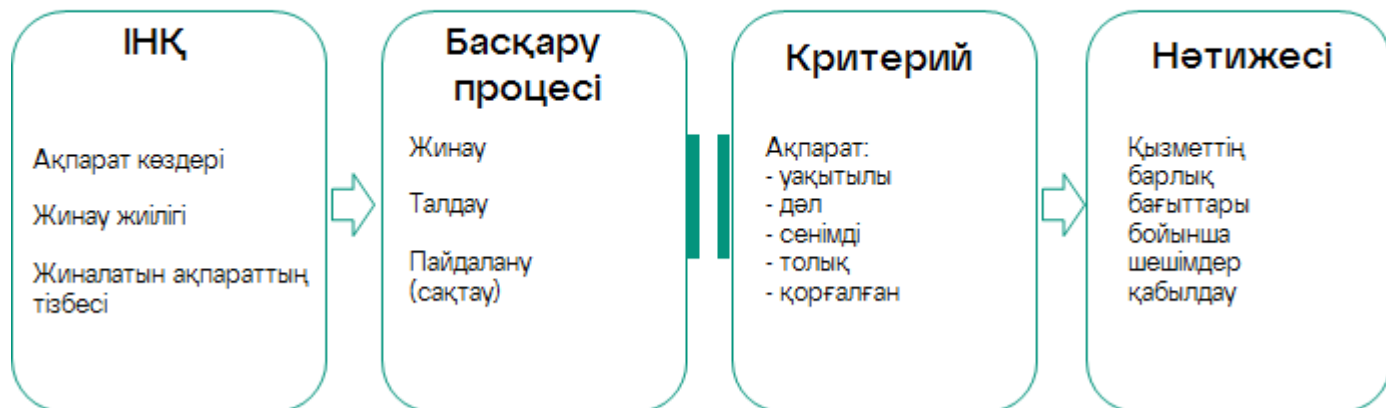 ІНҚ
Ақпарат көздері
Жинау жиілігі
Жиналатын ақпараттың
тізбесі
Басқару
процесі
Жинау
Талдау
Пайдалану
(сақтау)
Критерий
Ақпарат:
- уақытылы
- дәл
- сенімді
- толық
- қорғалған
Нәтижесі
Қызметтің
барлық
бағыттары
бойынша
шешімдер
қабылдау